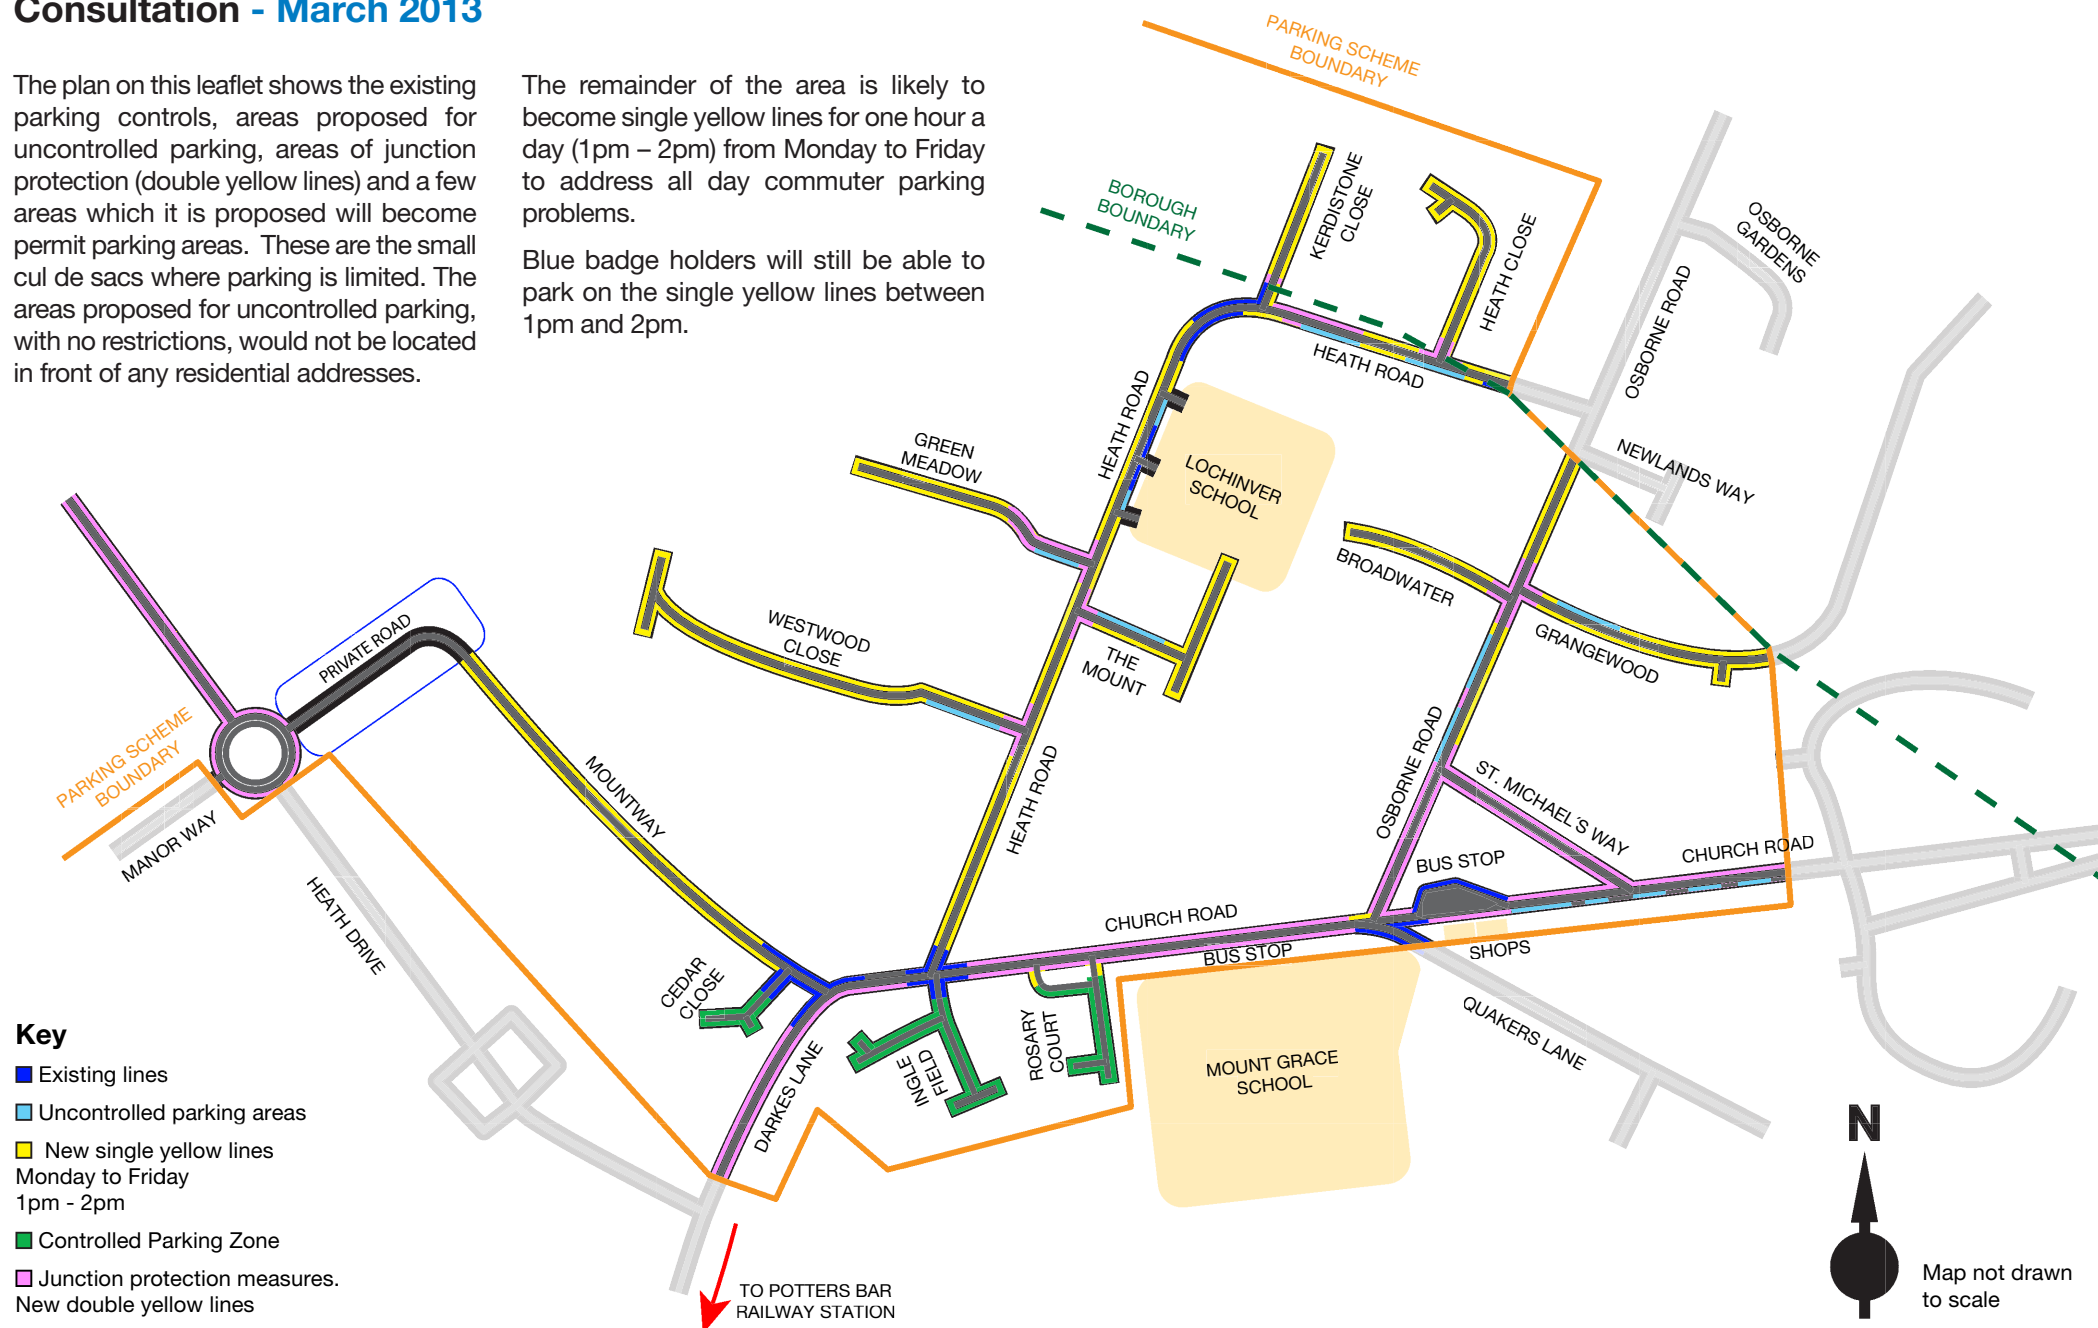 Consultation - March 2013
The plan on this leaflet shows the existing
parking controls, areas proposed for
uncontrolled parking, areas of junction
protection (double yellow lines) and a few
areas which it is proposed will become
permit parking areas. These are the small
cul de sacs where parking is limited. The
areas proposed for uncontrolled parking,
with no restrictions, would not be located
in front of any residential addresses.
The remainder of the area is likely to
become single yellow lines for one hour a
day (1pm – 2pm) from Monday to Friday
to address all day commuter parking
problems.
Blue badge holders will still be able to
park on the single yellow lines between
1pm and 2pm.
PARKING SCHEME
BOUNDARY
BOROUGH
BOUNDARY
KERDISTONE
CLOSE
HEATH CLOSE
OSBORNE
GARDENS
OSBORNE ROAD
HEATH ROAD
HEATH ROAD
NEWLANDS WAY
GREEN
MEADOW
LOCHINVER
SCHOOL
BROADWATER
GRANGEWOOD
WESTWOOD
CLOSE
THE
MOUNT
PRIVATE ROAD
PARKING SCHEME
BOUNDARY
MANOR WAY
MOUNTWAY
HEATH ROAD
OSBORNE ROAD
ST. MICHAEL'S WAY
BUS STOP
CHURCH ROAD
HEATH DRIVE
CHURCH ROAD
BUS STOP
SHOPS
CEDAR
CLOSE
QUAKERS LANE
DARKES LANE
INGLE
FIELD
ROSARY
COURT
MOUNT GRACE
SCHOOL
Key
Existing lines
Uncontrolled parking areas
New single yellow lines
Monday to Friday
1pm - 2pm
Controlled Parking Zone
Junction protection measures.
New double yellow lines
TO POTTERS BAR
RAILWAY STATION
N
Map not drawn
to scale